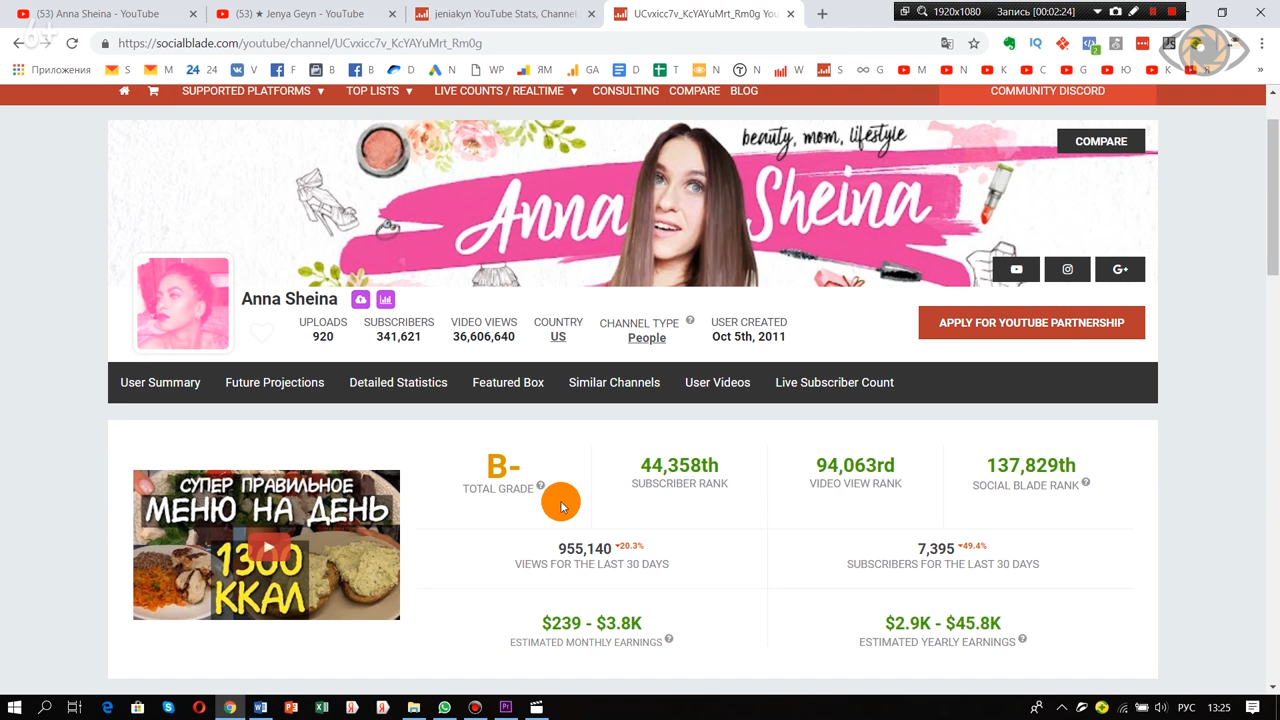 (53) Anna Sheina - YouTube
(53) ★ Jenya ☆ - YouTube
YouTube Stats, Channel
UCvxicc7v_KcYAYuMrt_Rm0g You
1920x1080
Запись [00:02:24]
https://socialblade.com/youtube/channel/UCvxicc7v_KcYAYuMrt_Rm0g
Приложения S M 24 24 V F B B D WP ЯМ GA D T N N W S G M N K C G Ю K Я »
SUPPORTED PLATFORMS ▼ TOP LISTS ▼ LIVE COUNTS / REALTIME ▼ CONSULTING COMPARE BLOG COMMUNITY DISCORD
beauty, mom, lifestyle
COMPARE
Anna Sheina
Anna Sheina
UPLOADS SUBSCRIBERS VIDEO VIEWS COUNTRY CHANNEL TYPE USER CREATED
920 341,621 36,606,640 US People Oct 5th, 2011
APPLY FOR YOUTUBE PARTNERSHIP
User Summary Future Projections Detailed Statistics Featured Box Similar Channels User Videos Live Subscriber Count
СУПЕР ПРАВИЛЬНОЕ
МЕНЮ НА ДЕНЬ
1300
ККАЛ
B- 44,358th 94,063rd 137,829th
TOTAL GRADE SUBSCRIBER RANK VIDEO VIEW RANK SOCIAL BLADE RANK
955,140 20.3% 7,395 49.4%
VIEWS FOR THE LAST 30 DAYS SUBSCRIBERS FOR THE LAST 30 DAYS
$239 - $3.8K $2.9K - $45.8K
ESTIMATED MONTHLY EARNINGS ESTIMATED YEARLY EARNINGS
РУС 13:25